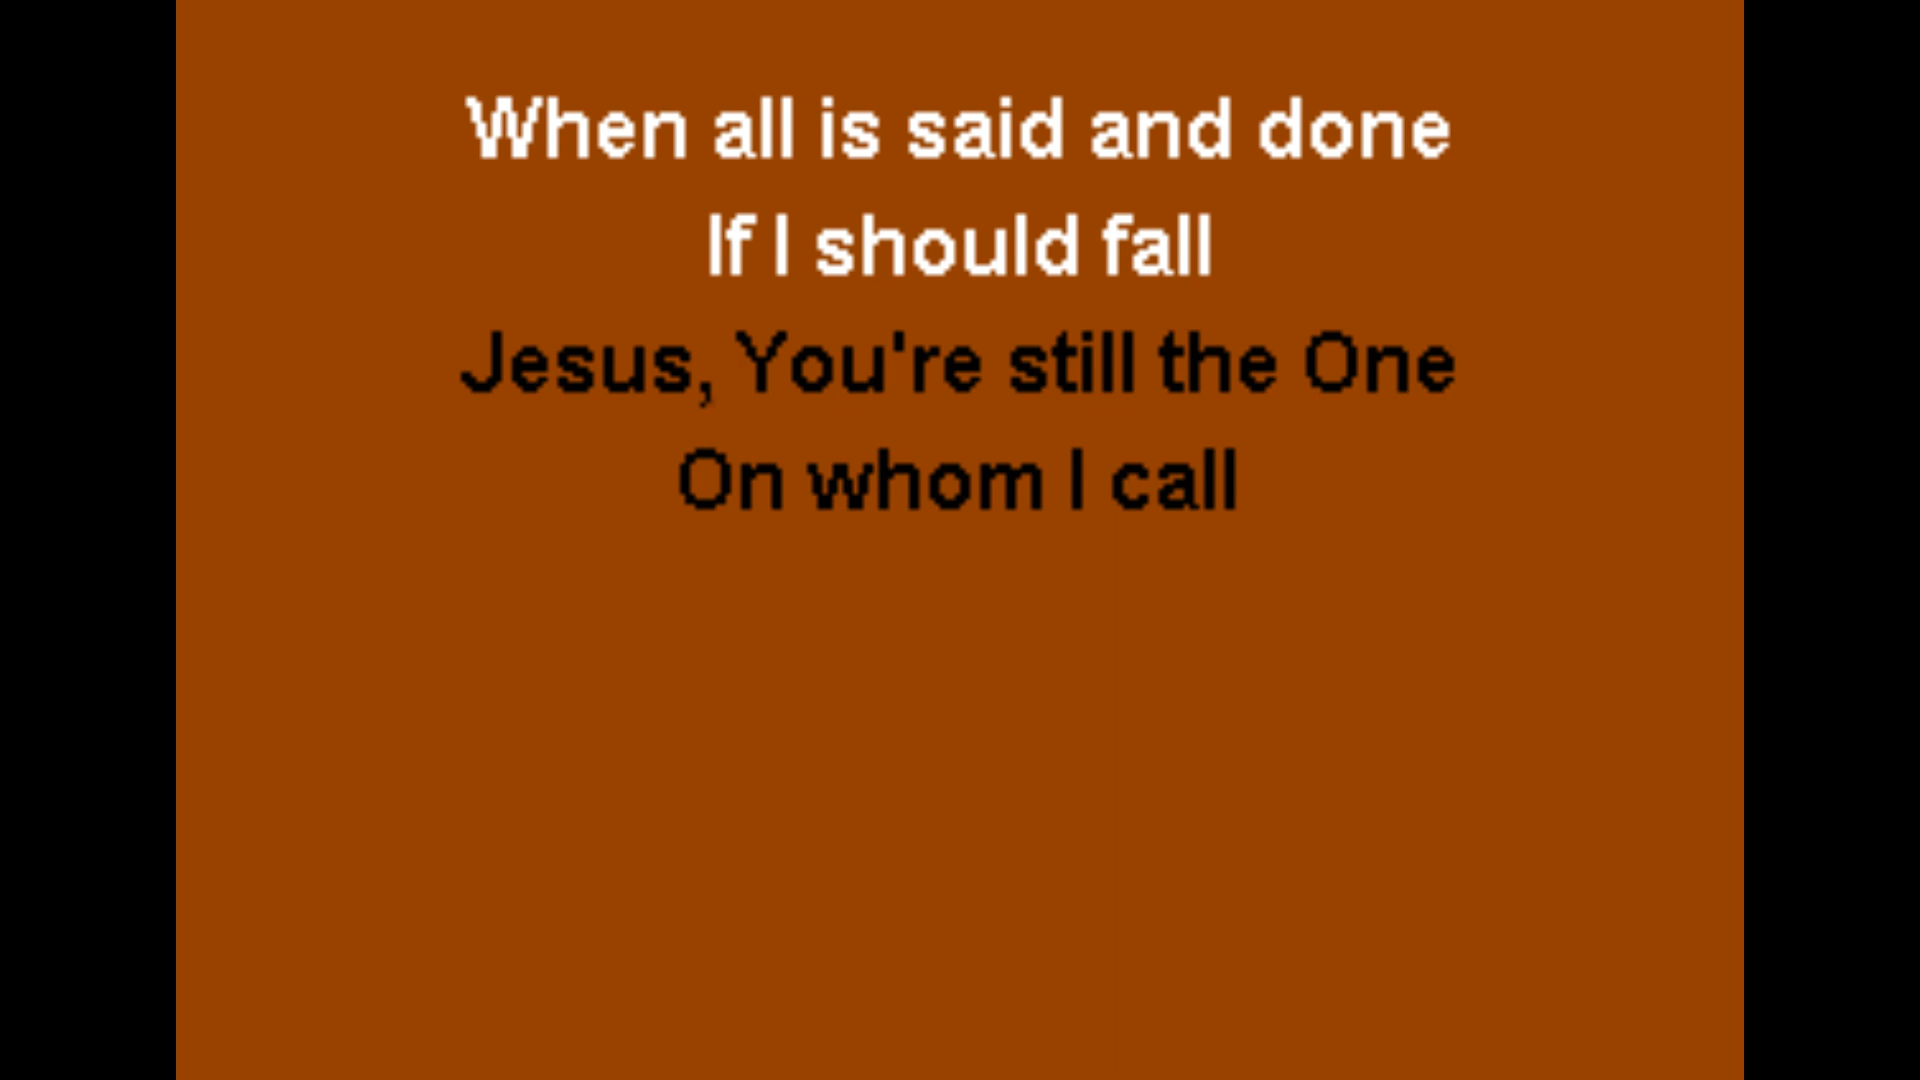 When all is said and done
If I should fall
Jesus, You're still the One
On whom I call